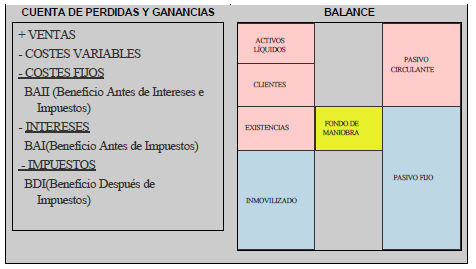 CUENTA DE PERDIDAS Y GANANCIAS
+ VENTAS
- COSTES VARIABLES
- COSTES FIJOS
BAII (Beneficio Antes de Intereses e
Impuestos)
- INTERESES
BAI(Beneficio Antes de Impuestos)
- IMPUESTOS
BDI(Beneficio Después de
Impuestos)
BALANCE
ACTIVOS
LÍQUIDOS
CLIENTES
EXISTENCIAS
INMOVILIZADO
FONDO DE
MANIOBRA
PASIVO
CIRCULANTE
PASIVO FIJO